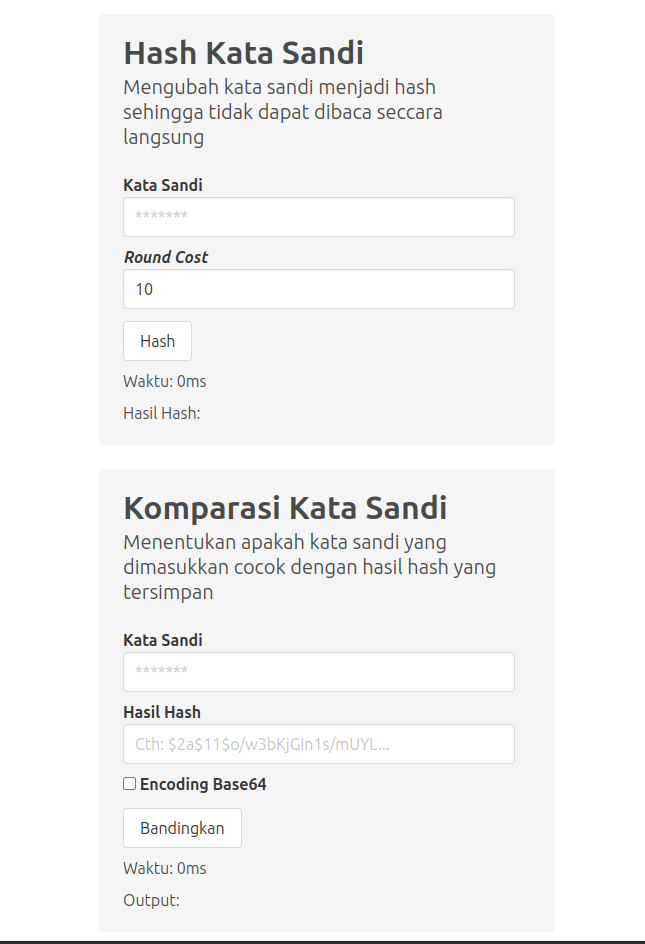 Hash Kata Sandi
Mengubah kata sandi menjadi hash
sehingga tidak dapat dibaca seccara
langsung
Kata Sandi
*******
Round Cost
10
Hash
Waktu: 0ms
Hasil Hash:
Komparasi Kata Sandi
Menentukan apakah kata sandi yang
dimasukkan cocok dengan hasil hash yang
tersimpan
Kata Sandi
*******
Hasil Hash
Cth: $2a$11$o/w3bKjGIn1s/mUYL...
Encoding Base64
Bandingkan
Waktu: 0ms
Output: